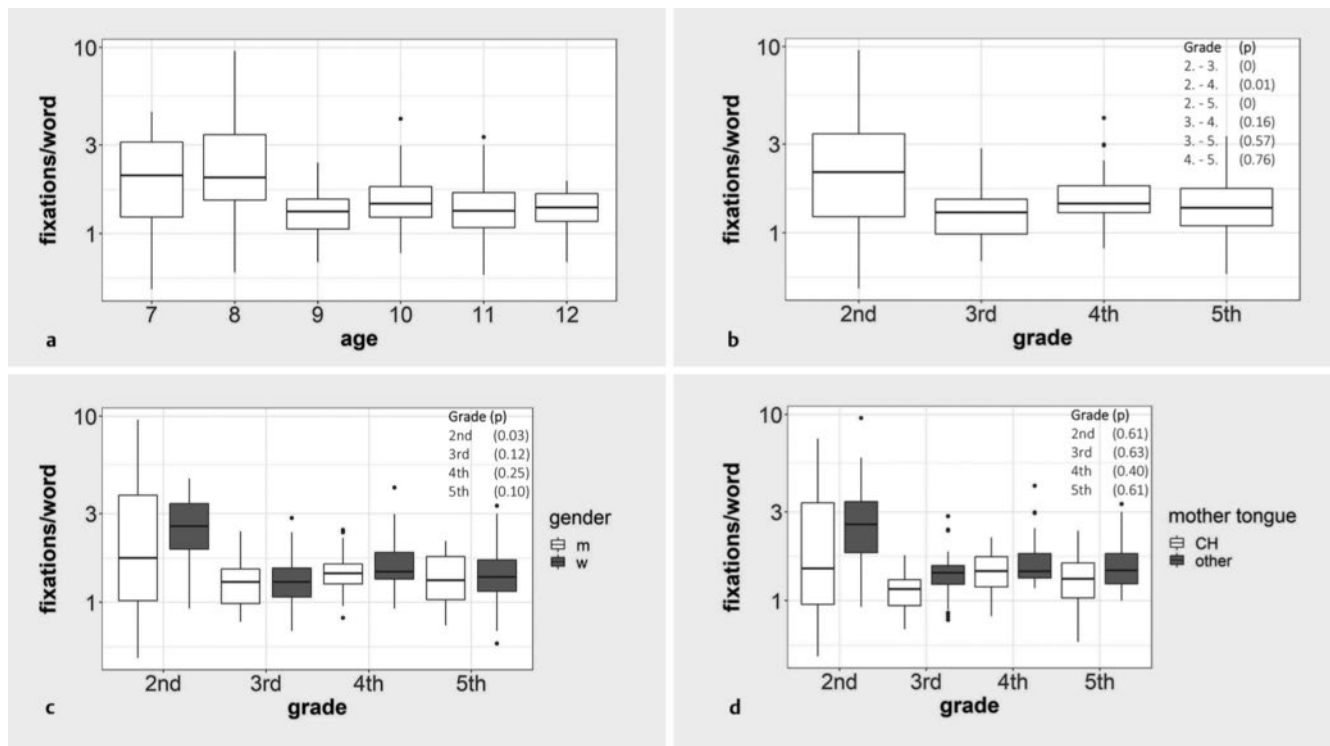 10
3
1
fixations/word
7 8 9 10 11 12
age
a
10
3
1
fixations/word
Grade (p)
2. - 3. (0)
2. - 4. (0.01)
2. - 5. (0)
3. - 4. (0.16)
3. - 5. (0.57)
4. - 5. (0.76)
2nd 3rd 4th 5th
grade
b
10
3
1
fixations/word
Grade (p)
2nd (0.03)
3rd (0.12)
4th (0.25)
5th (0.10)
gender
m
w
2nd 3rd 4th 5th
grade
c
10
3
1
fixations/word
Grade (p)
2nd (0.61)
3rd (0.63)
4th (0.40)
5th (0.61)
mother tongue
CH
other
2nd 3rd 4th 5th
grade
d